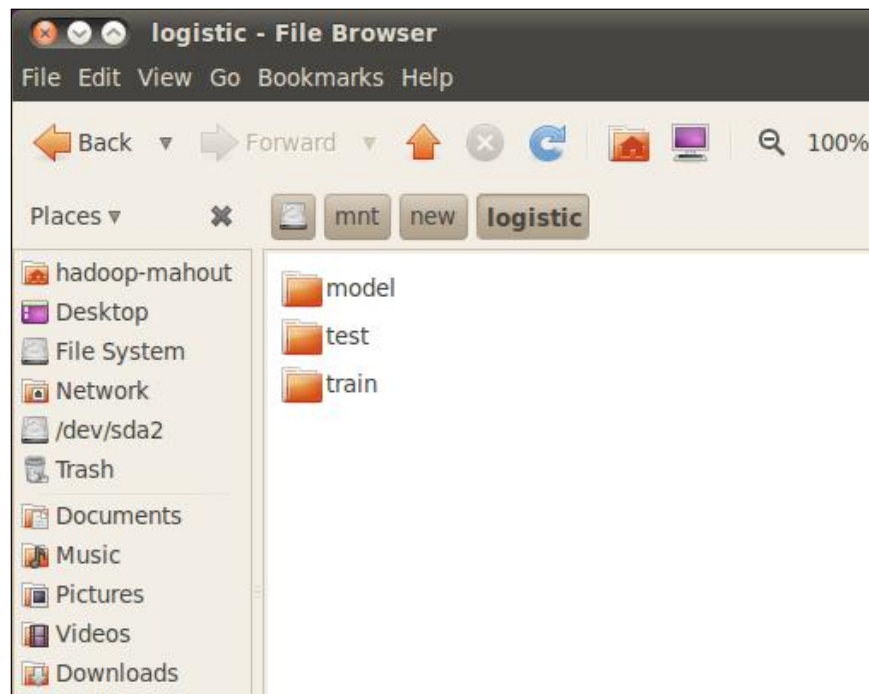 logistic - File Browser
File Edit View Go Bookmarks Help
Back Forward 100%
Places mnt new logistic
hadoop-mahout
Desktop
File System
Network
/dev/sda2
Trash
Documents
Music
Pictures
Videos
Downloads
model
test
train